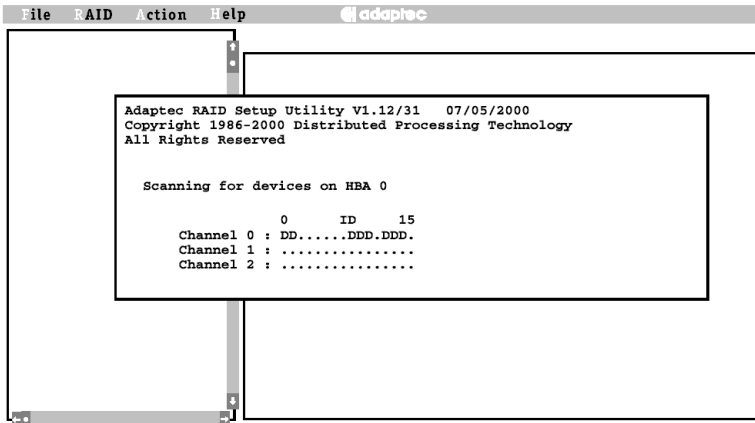 File RAID Action Help adaptec
Adaptec RAID Setup Utility V1.12/31 07/05/2000
Copyright 1986-2000 Distributed Processing Technology
All Rights Reserved
Scanning for devices on HBA 0
0 ID 15
Channel 0 : DD......DDD.DDD.
Channel 1 : ................
Channel 2 : ................